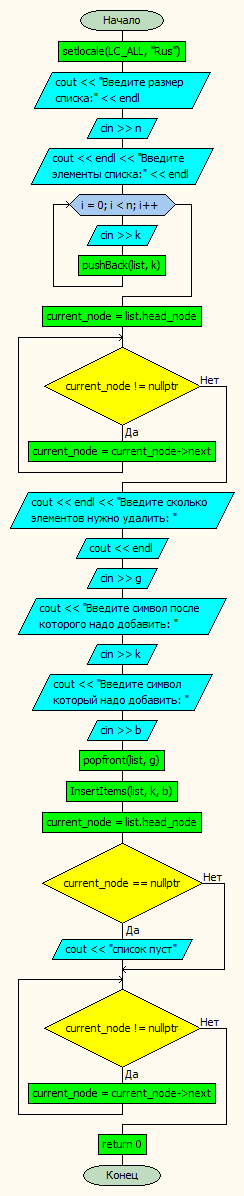 Начало
setlocale(LC_ALL, "Rus")
cout << "Введите размер
списка:" << endl
cin >> n
cout << endl << "Введите
элементы списка:" << endl
i = 0; i < n; i++
cin >> k
pushBack(list, k)
current_node = list.head_node
current_node != nullptr
Нет
Да
current_node = current_node->next
cout << endl << "Введите сколько
элементов нужно удалить: "
cout << endl
cin >> g
cout << "Введите символ после
которого надо добавить: "
cin >> k
cout << "Введите символ
который надо добавить: "
cin >> b
popfront(list, g)
InsertItems(list, k, b)
current_node = list.head_node
current_node == nullptr
Нет
Да
cout << "список пуст"
current_node != nullptr
Нет
Да
current_node = current_node->next
return 0
Конец